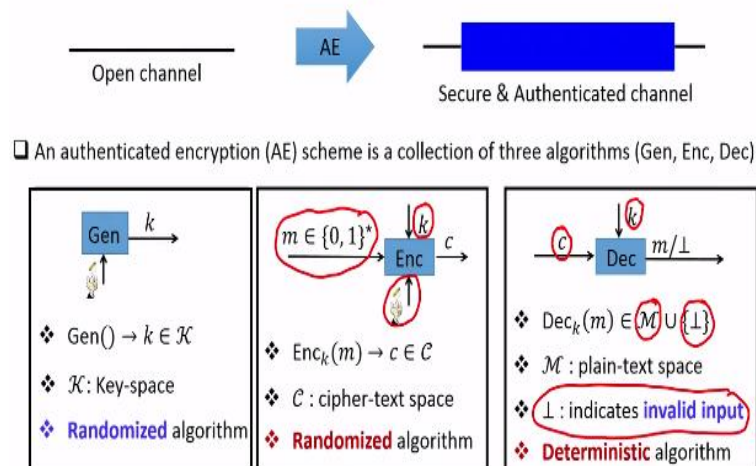 AE
Open channel
Secure & Authenticated channel
❑ An authenticated encryption (AE) scheme is a collection of three algorithms (Gen, Enc, Dec)
Gen
k
❖ Gen() → k ∈ 𝒦
❖ 𝒦: Key-space
❖ Randomized algorithm
m ∈ {0, 1}*
k
Enc
c
❖ Encₖ(m) → c ∈ 𝒞
❖ 𝒞 : cipher-text space
❖ Randomized algorithm
k
c
Dec
m/⊥
❖ Decₖ(m) ∈ ℳ ∪ {⊥}
❖ ℳ : plain-text space
❖ ⊥ : indicates invalid input
❖ Deterministic algorithm